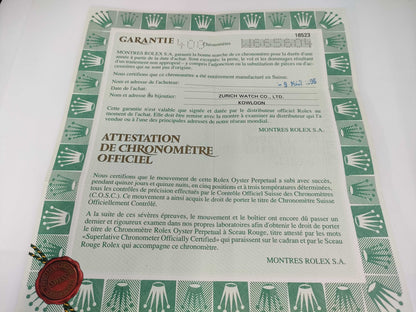 16523
GARANTIE 403 Chronomètres W665804
MONTRES ROLEX S.A. garantit la bonne marche de ce chronomètre pour la durée d'une
année à partir de la date d'achat. Sont exceptés: la perte, le vol et les dommages résultant
d'un traitement non approprié - y compris l'adjonction ou la substitution de pièces ou d'ac-
cessoires qui ne sont pas d'origine.
Nous certifions que ce chronomètre a été entièrement manufacturé en Suisse.
Nom et adresse de l'acheteur:
Date de l'achat:
Nom et adresse du bijoutier: ZURICH WATCH CO., LTD.
KOWLOON
Cette garantie n'est valable que signée et datée par le distributeur officiel Rolex au
moment de l'achat. Elle doit être remise avec la montre à examiner au distributeur qui l'a
vendue ou à l'une des principales adresses de notre réseau mondial.
MONTRES ROLEX S.A.
ATTESTATION
DE CHRONOMÈTRE
OFFICIEL
Nous certifions que le mouvement de cette Rolex Oyster Perpetual a subi avec succès,
pendant quinze jours et quinze nuits, en cinq positions et à trois températures déterminées,
tous les contrôles de précision effectués par le Contrôle Officiel Suisse des Chronomètres
(C.O.S.C.). Ce mouvement a ainsi acquis le droit de porter le titre de Chronomètre Suisse
Officiellement Contrôlé.
A la suite de ces sévères épreuves, le mouvement et le boîtier ont encore dû passer un
dernier et rigoureux examen dans nos propres laboratoires afin d'obtenir le droit de porter
le titre de Chronomètre Rolex Oyster Perpetual à Sceau Rouge, titre attesté par les mots
«Superlative Chronometer Officially Certified» qui paraissent sur le cadran et par le Sceau
Rouge Rolex qui accompagne ce chronomètre.
MONTRES ROLEX S.A.